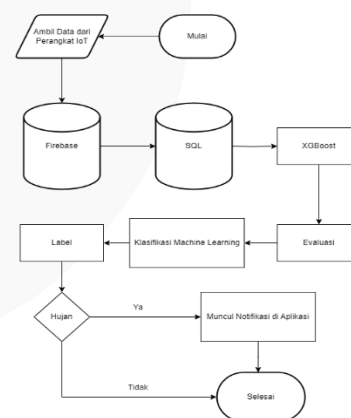 Mulai
Ambil Data dari
Perangkat IoT
Firebase
SQL
XGBoost
Evaluasi
Klasifikasi Machine Learning
Label
Hujan
Ya
Muncul Notifikasi di Aplikasi
Tidak
Selesai